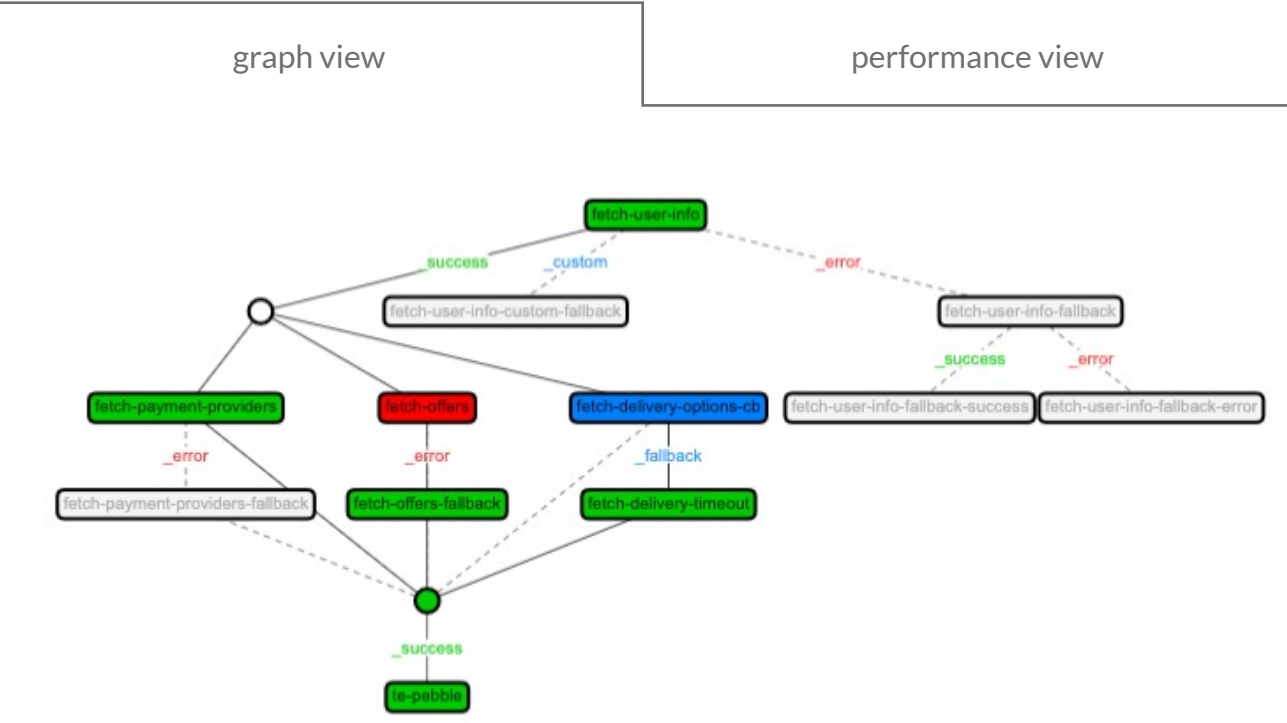 graph view
performance view
fetch-user-info
_success
_custom
_error
fetch-user-info-custom-fallback
fetch-user-info-fallback
_success
_error
fetch-payment-providers
fetch-offers
fetch-delivery-options-cb
fetch-user-info-fallback-success
fetch-user-info-fallback-error
_error
_error
_fallback
fetch-payment-providers-fallback
fetch-offers-fallback
fetch-delivery-timeout
_success
te-pebble